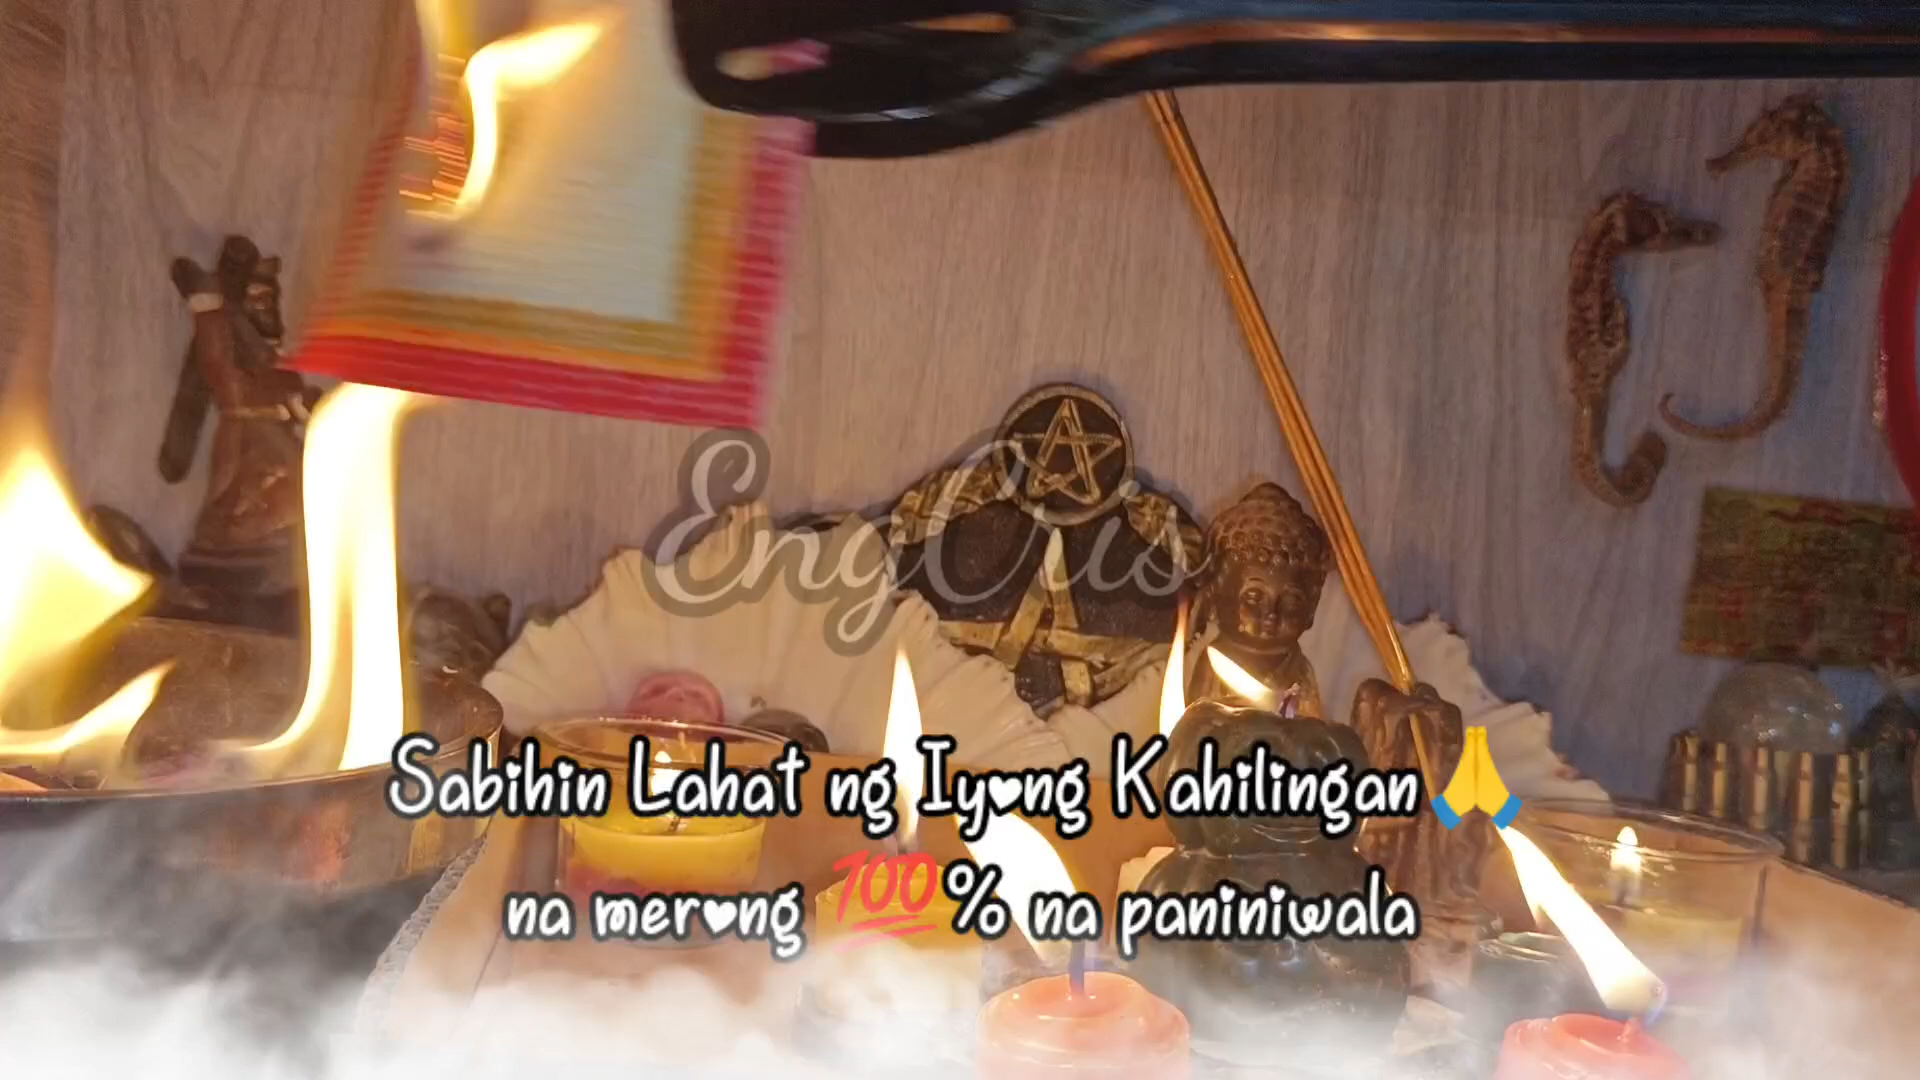 EngCris
Sabihin Lahat ng Iyong Kahilingan🙏
na merong 💯% na paniniwala